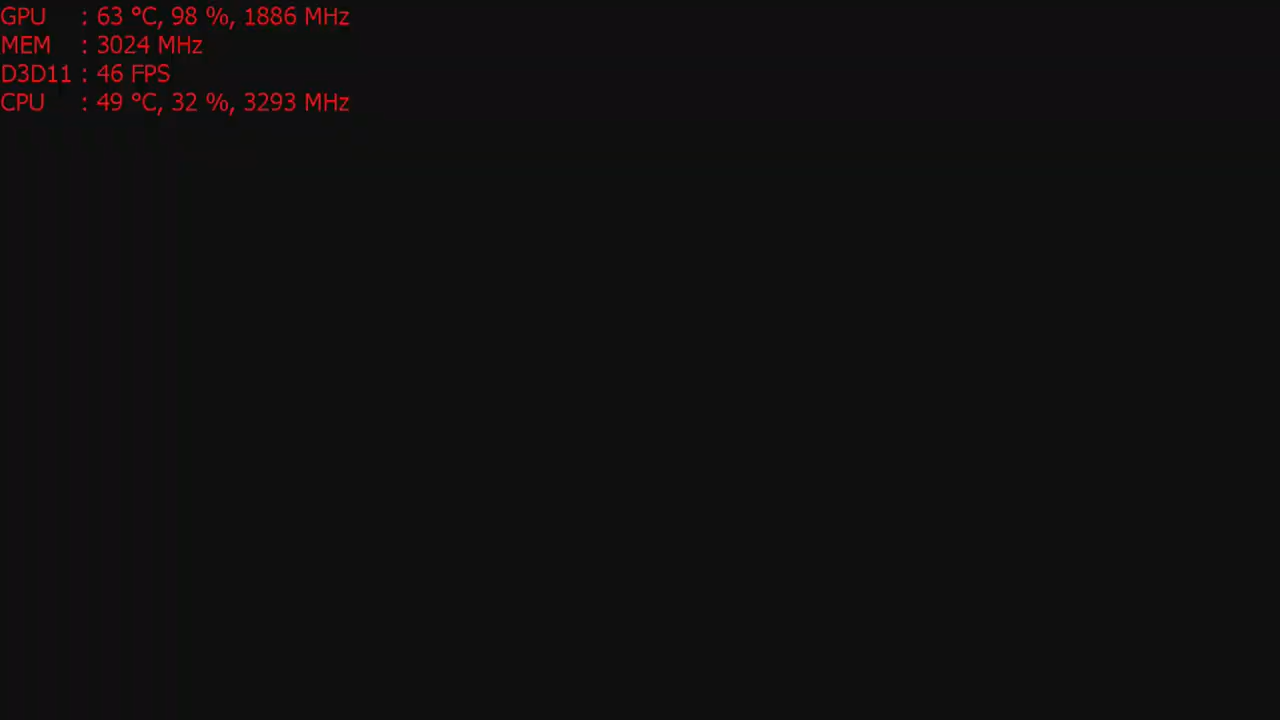 GPU : 63 °C, 98 %, 1886 MHz
MEM : 3024 MHz
D3D11 : 46 FPS
CPU : 49 °C, 32 %, 3293 MHz